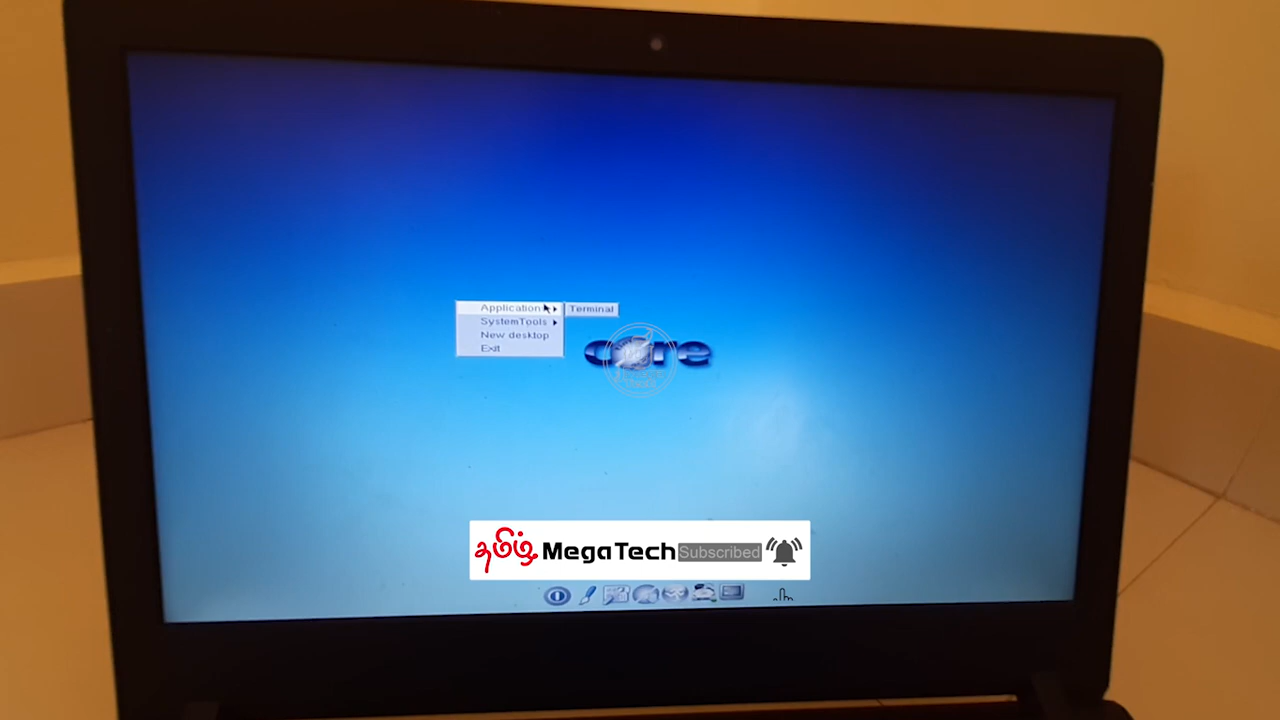 Application Terminal
SystemTools
New desktop
Exit
Core
தமிழ் MegaTech Subscribed